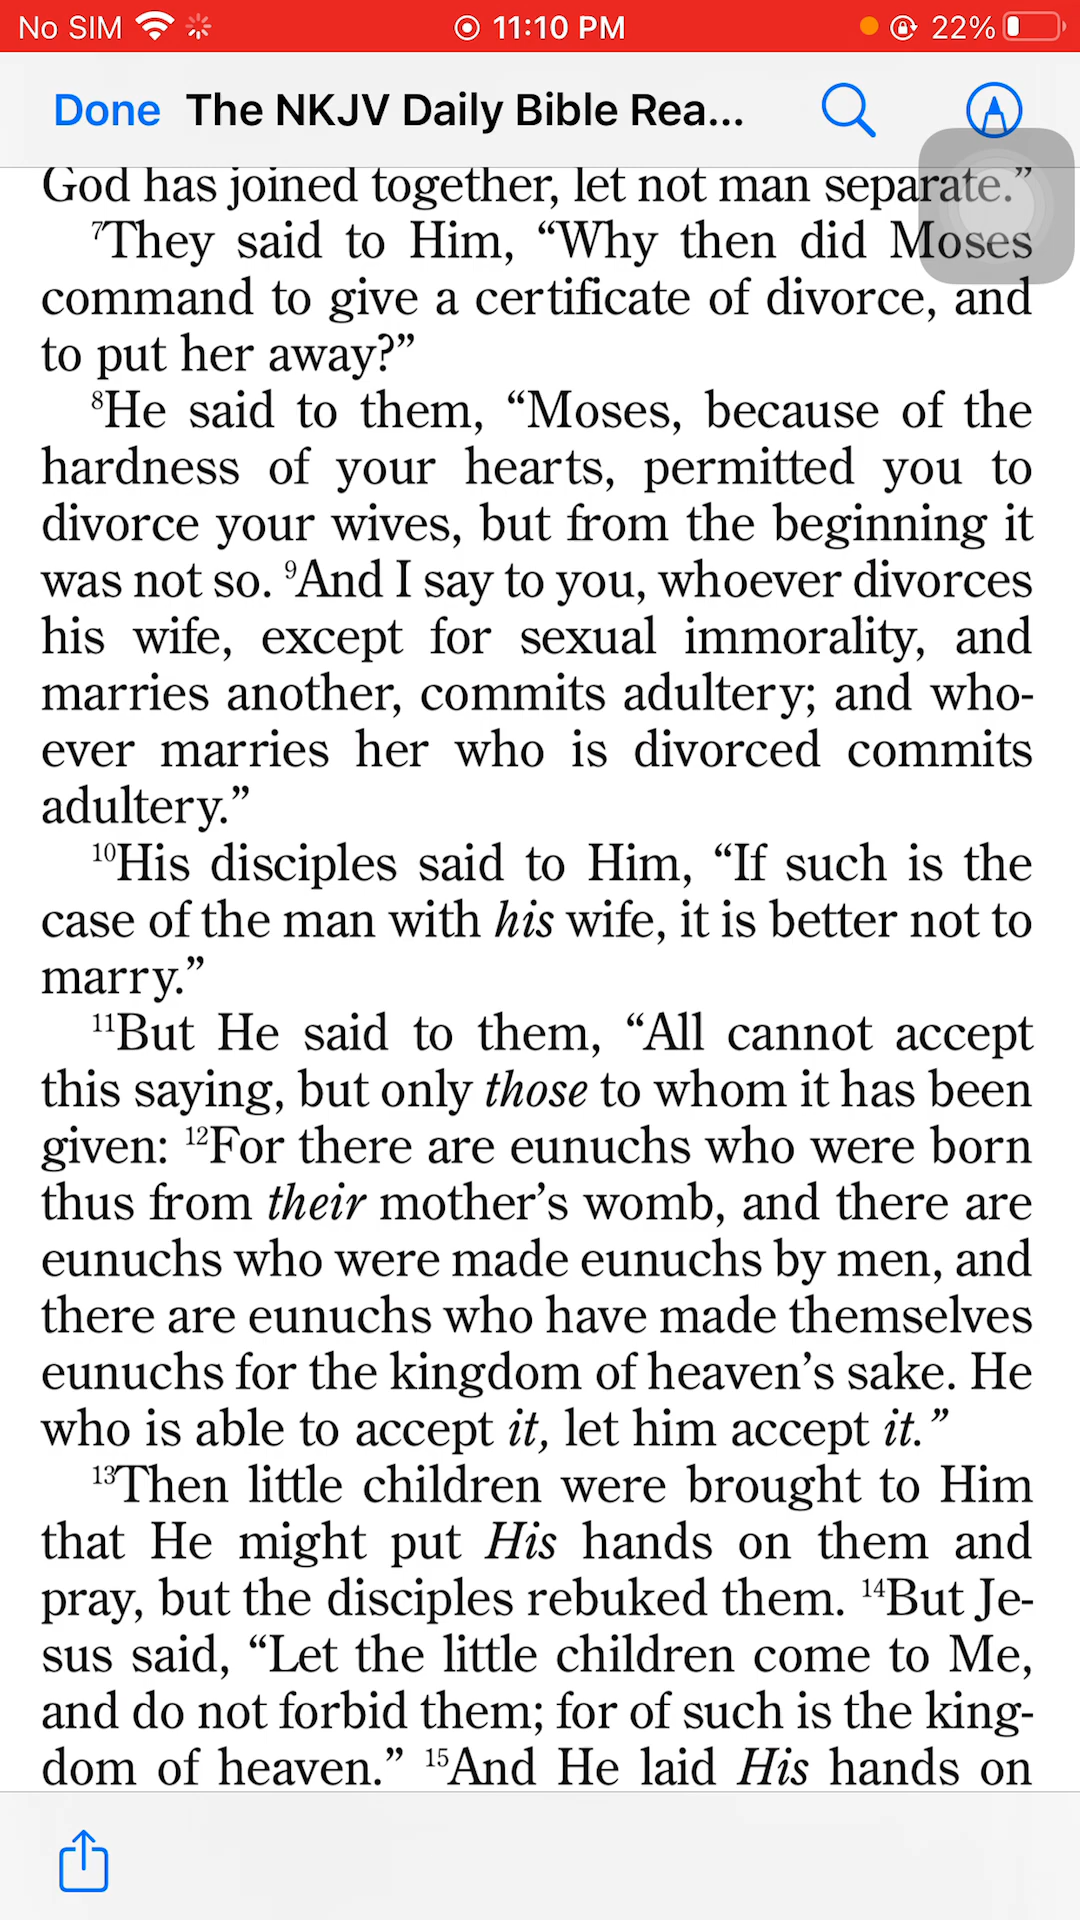 No SIM 11:10 PM 22%
Done The NKJV Daily Bible Rea...
God has joined together, let not man separate.”
7They said to Him, “Why then did Moses
command to give a certificate of divorce, and
to put her away?”
8He said to them, “Moses, because of the
hardness of your hearts, permitted you to
divorce your wives, but from the beginning it
was not so. 9And I say to you, whoever divorces
his wife, except for sexual immorality, and
marries another, commits adultery; and who-
ever marries her who is divorced commits
adultery.”
10His disciples said to Him, “If such is the
case of the man with his wife, it is better not to
marry.”
11But He said to them, “All cannot accept
this saying, but only those to whom it has been
given: 12For there are eunuchs who were born
thus from their mother’s womb, and there are
eunuchs who were made eunuchs by men, and
there are eunuchs who have made themselves
eunuchs for the kingdom of heaven’s sake. He
who is able to accept it, let him accept it.”
13Then little children were brought to Him
that He might put His hands on them and
pray, but the disciples rebuked them. 14But Je-
sus said, “Let the little children come to Me,
and do not forbid them; for of such is the king-
dom of heaven.” 15And He laid His hands on